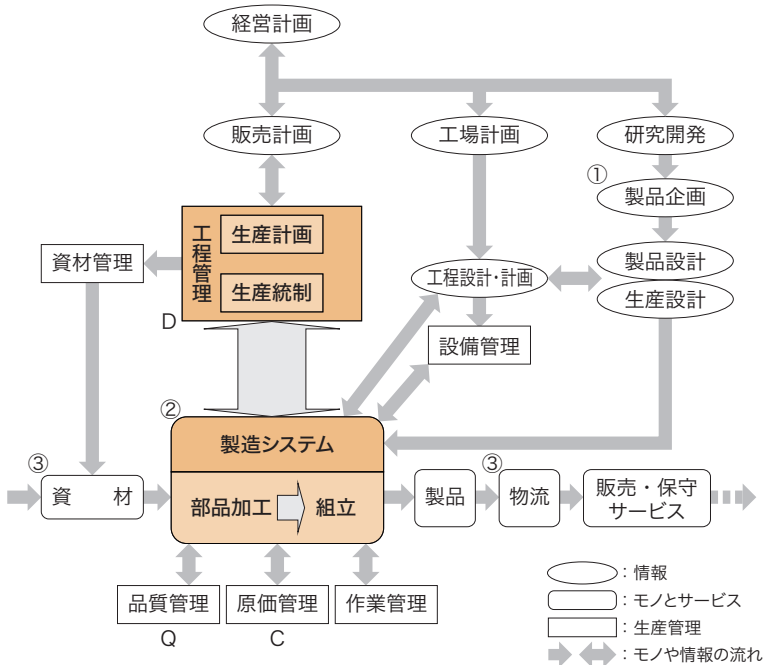 経営計画
販売計画
工場計画
研究開発
①
製品企画
工程管理
生産計画
生産統制
資材管理
D
工程設計・計画
製品設計
生産設計
設備管理
②
製造システム
③
資　材
部品加工
組立
製品
③
物流
販売・保守
サービス
品質管理
原価管理
作業管理
Q
C
：情報
：モノとサービス
：生産管理
：モノや情報の流れ